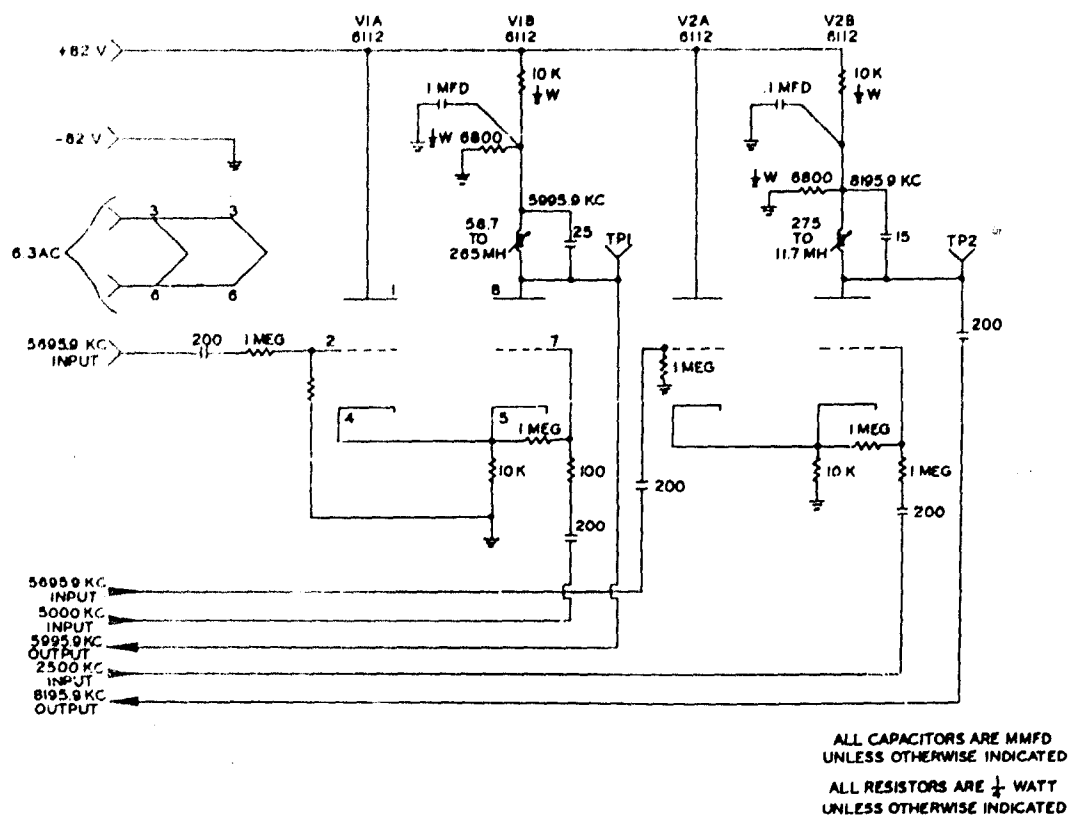 V1A
6112
V1B
6112
V2A
6112
V2B
6112
+82 V
10 K
½ W
1 MFD
½ W
6800
10 K
½ W
.1 MFD
½ W
6800
-82 V
5995.9 KC
8195.9 KC
3
3
6.3AC
6
6
58.7
TO
265 MH
25
TP1
275
TO
11.7 MH
15
TP2
1
8
5695.9 KC
INPUT
200
1 MEG
2
7
1 MEG
200
4
5
1 MEG
10 K
100
200
200
1 MEG
10 K
1 MEG
200
5695.9 KC
INPUT
5000 KC
INPUT
5995.9 KC
OUTPUT
2500 KC
INPUT
8195.9 KC
OUTPUT
ALL CAPACITORS ARE MMFD
UNLESS OTHERWISE INDICATED
ALL RESISTORS ARE ¼ WATT
UNLESS OTHERWISE INDICATED